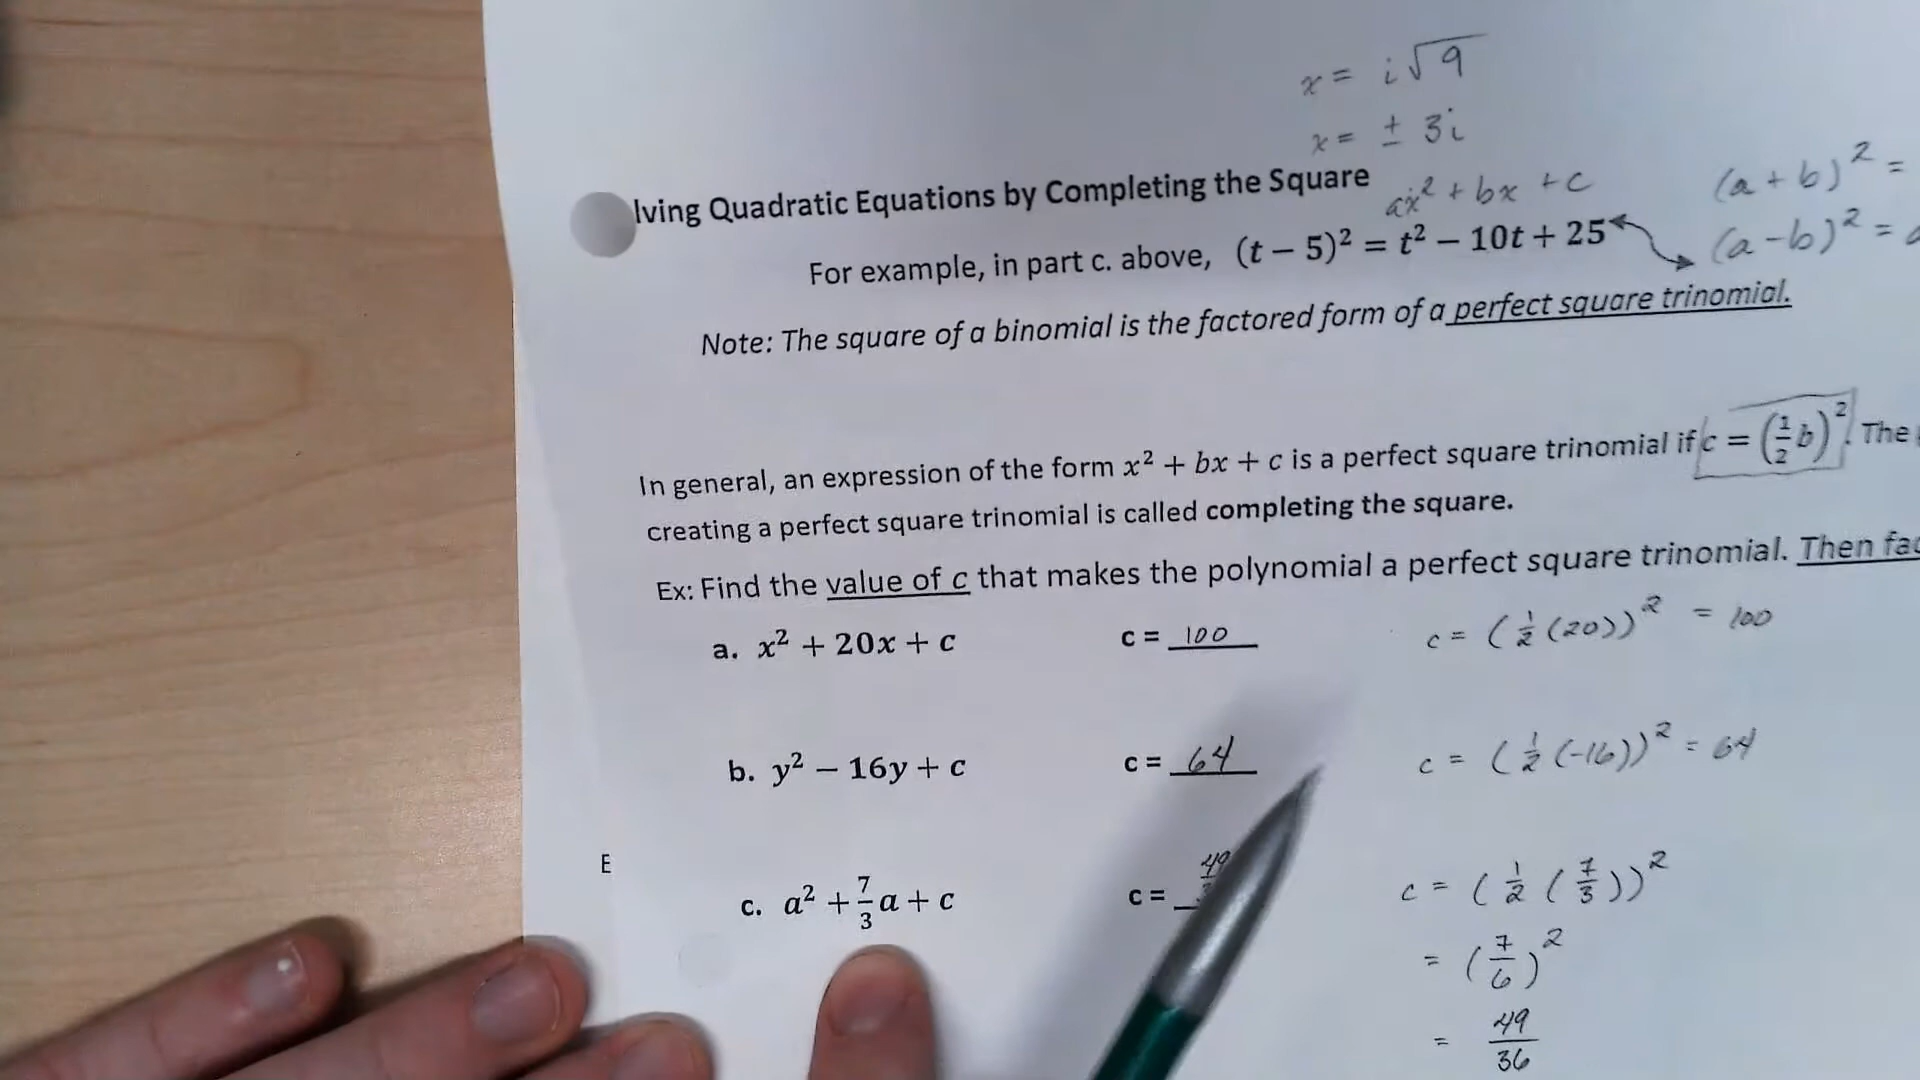 x = i√9
x = ± 3i
lving Quadratic Equations by Completing the Square
ax² + bx + c
(a + b)² =
For example, in part c. above, (t − 5)² = t² − 10t + 25
(a - b)² =
Note: The square of a binomial is the factored form of a perfect square trinomial.
In general, an expression of the form x² + bx + c is a perfect square trinomial if c = (1/2 b)². The
creating a perfect square trinomial is called completing the square.
Ex: Find the value of c that makes the polynomial a perfect square trinomial. Then
a. x² + 20x + c c = 100 c = (1/2 (20))² = 100
b. y² − 16y + c c = 64 c = (1/2 (-16))² = 64
E
c. a² + 7/3 a + c c = 49 c = (1/2 (7/3))²
= (7/6)²
= 49/36